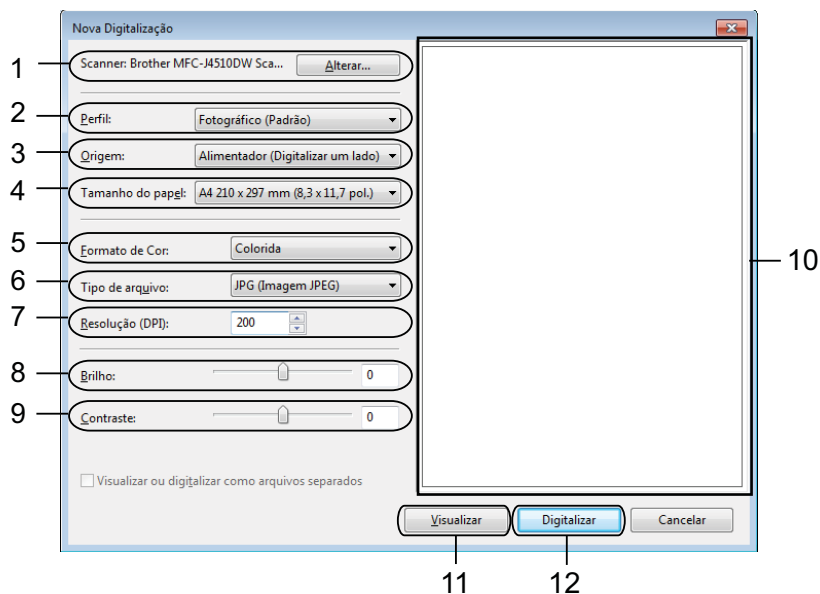 Nova Digitalização
1 Scanner: Brother MFC-J4510DW Sca... Alterar...
2 Perfil: Fotográfico (Padrão)
3 Origem: Alimentador (Digitalizar um lado)
4 Tamanho do papel: A4 210 x 297 mm (8,3 x 11,7 pol.)
5 Formato de Cor: Colorida
6 Tipo de arquivo: JPG (Imagem JPEG)
7 Resolução (DPI): 200
8 Brilho: 0
9 Contraste: 0
10
Visualizar ou digitalizar como arquivos separados
Visualizar Digitalizar Cancelar
11 12